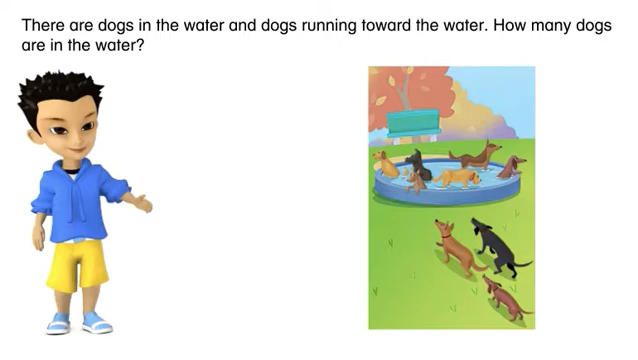 There are dogs in the water and dogs running toward the water. How many dogs
are in the water?